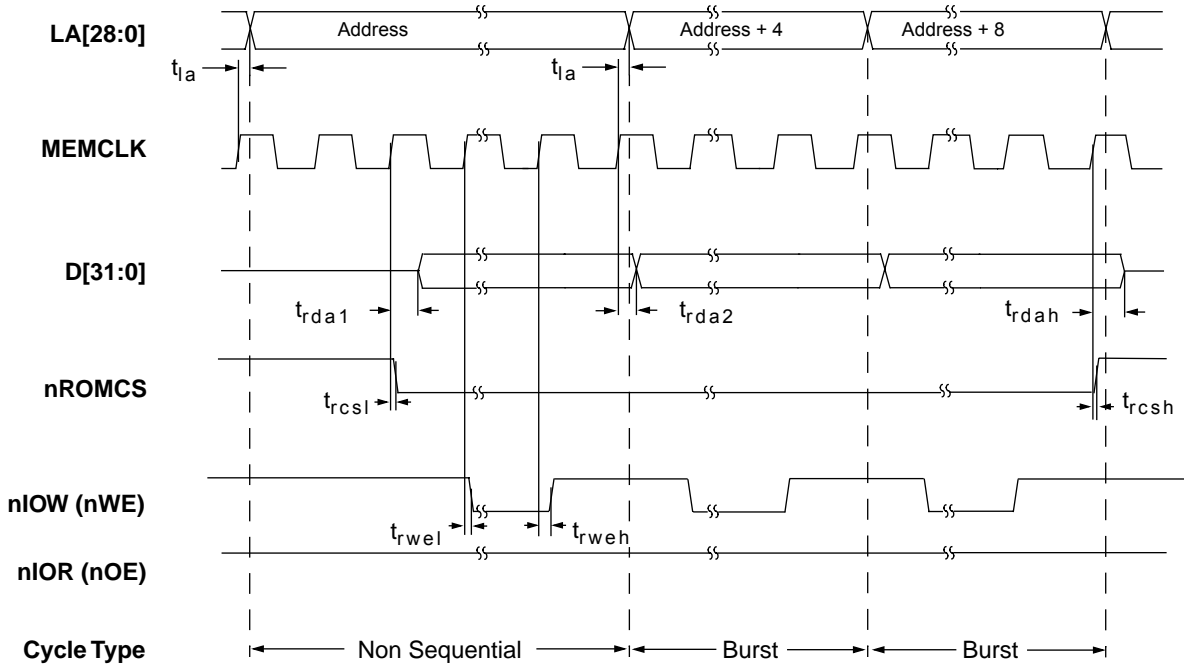 LA[28:0]
Address
Address + 4
Address + 8
tla
tla
MEMCLK
D[31:0]
trda1
trda2
trdah
nROMCS
trcsl
trcsh
nIOW (nWE)
trwel
trweh
nIOR (nOE)
Cycle Type
Non Sequential
Burst
Burst